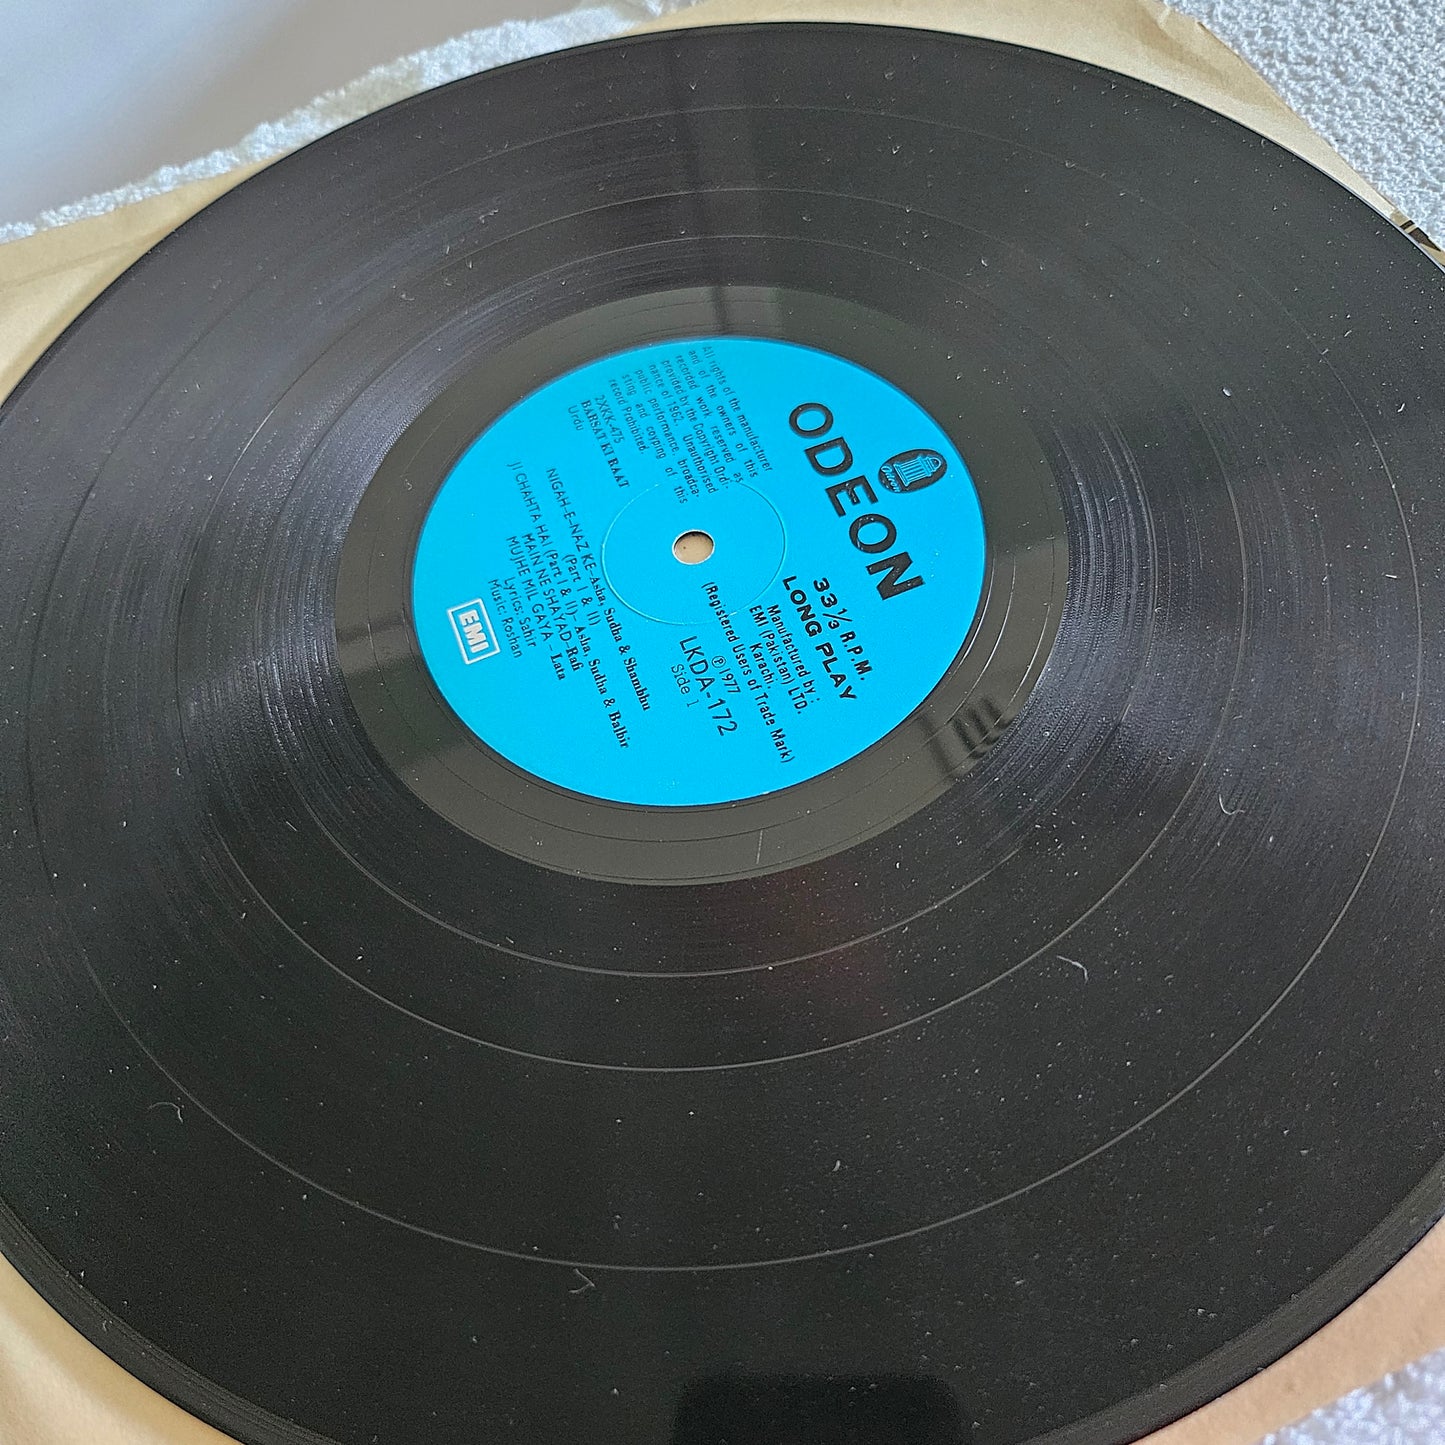 ODEON
33 1/3 R.P.M.
LONG PLAY
Manufactured by :
EMI (Pakistan) LTD.
Karachi.
(Registered Users of Trade Mark)
All rights of the manufacturer
and of the owners of this
recorded work reserved as
provided by the Copyright Ordi-
nance of 1962. Unauthorised
public performance, broadca-
sting and coyping of this
record Prohibited.
2XKK-475
BARSAT KI RAAT
Urdu
℗ 1977
LKDA-172
Side 1
NIGAH-E-NAZ KE-Asha, Sudha & Shambhu
(Part I & II)
JI CHAHTA HAI (Part I & II)- Asha, Sudha & Balbir
MAIN NE SHAYAD-Rafi
MUJHE MIL GAYA - Lata
Lyrics: Sahir
Music: Roshan
EMI